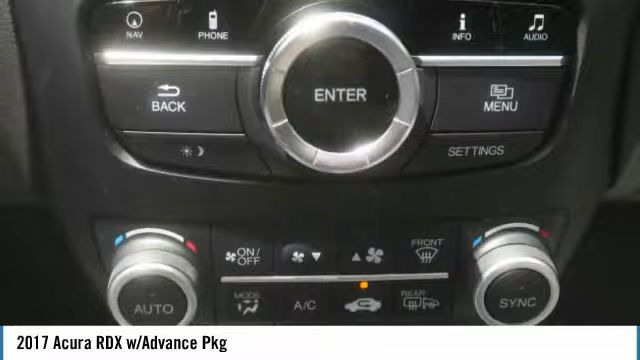 NAV PHONE INFO AUDIO
BACK ENTER MENU
SETTINGS
ON/OFF FRONT
MODE REAR
AUTO A/C SYNC
2017 Acura RDX w/Advance Pkg